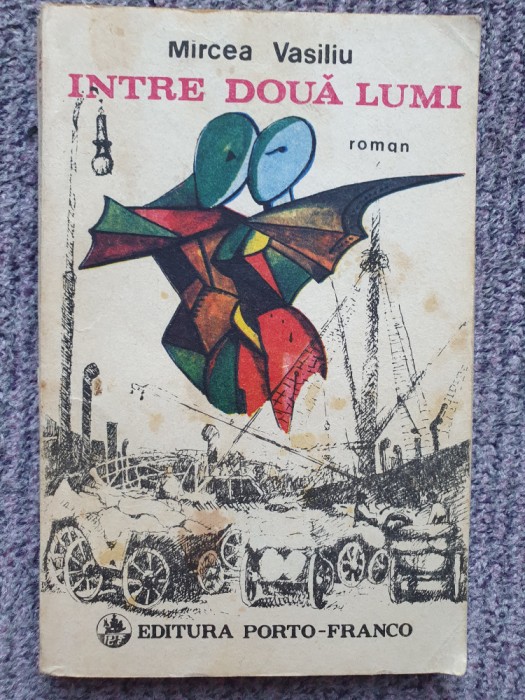 Mircea Vasiliu
INTRE DOUĂ LUMI
roman
EDITURA PORTO-FRANCO